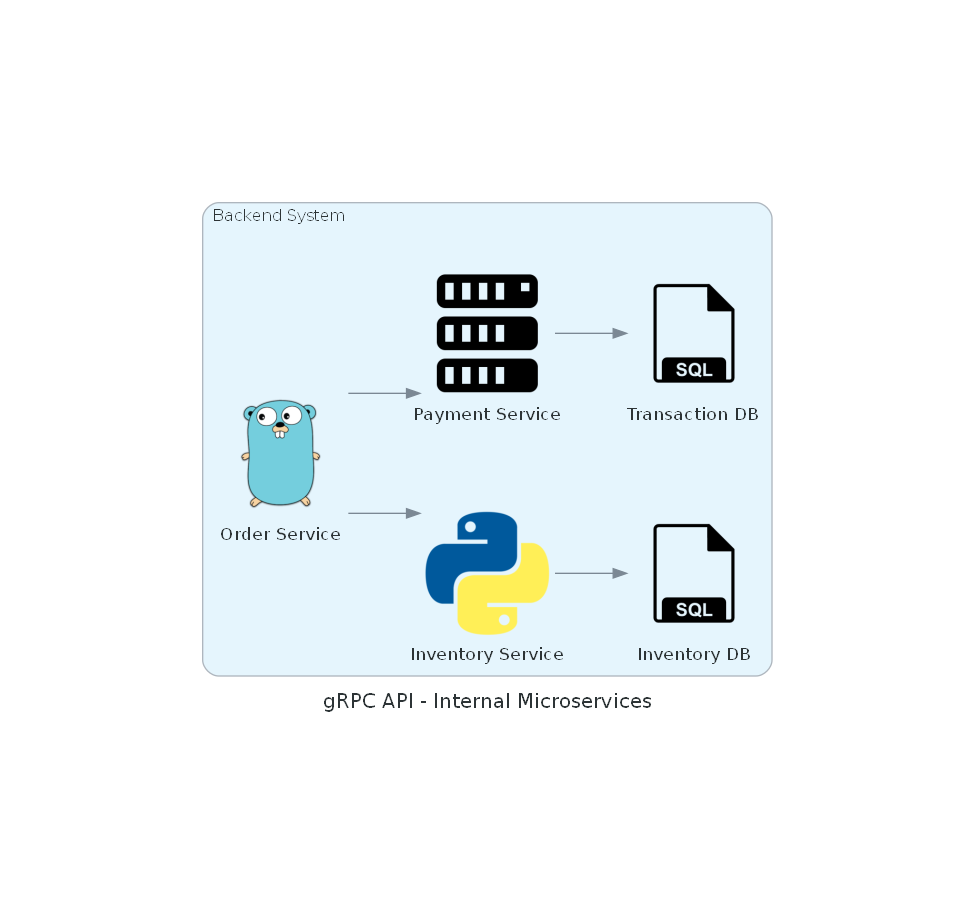 Backend System
Payment Service
SQL
Transaction DB
Order Service
Inventory Service
SQL
Inventory DB
gRPC API - Internal Microservices